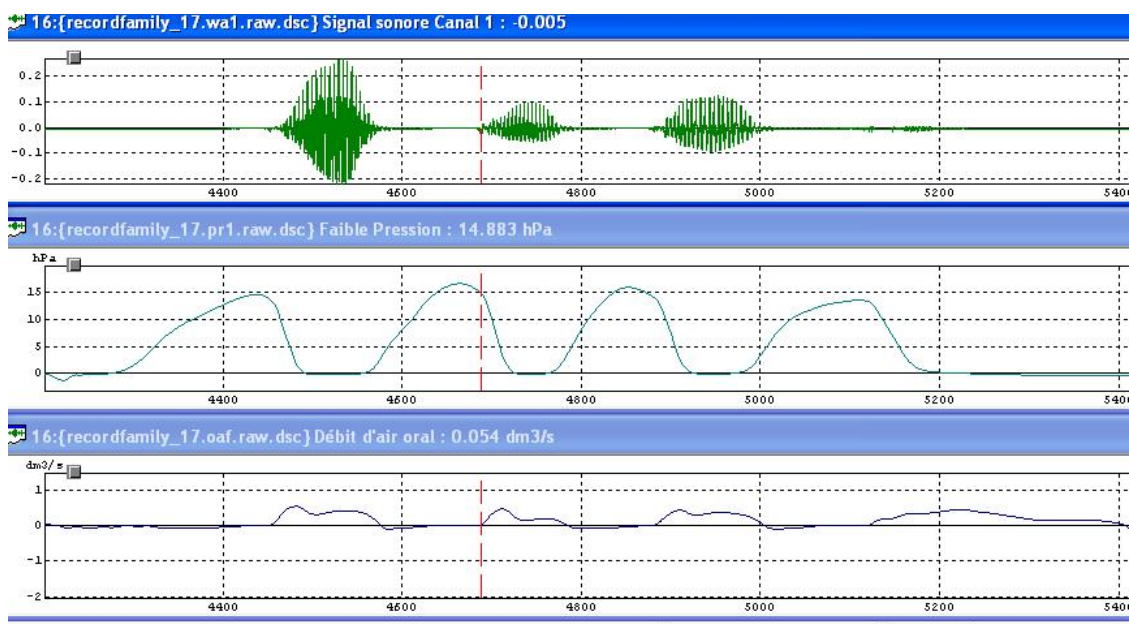 16:{recordfamily_17.wa1.raw.dsc} Signal sonore Canal 1 : -0.005
0.2
0.1
0.0
-0.1
-0.2
4400 4600 4800 5000 5200 540
16:{recordfamily_17.pr1.raw.dsc} Faible Pression : 14.883 hPa
hPa
15
10
5
0
4400 4600 4800 5000 5200 540
16:{recordfamily_17.oaf.raw.dsc} Débit d'air oral : 0.054 dm3/s
dm3/s
1
0
-1
-2
4400 4600 4800 5000 5200 540